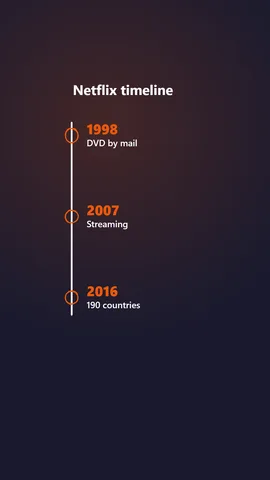 Netflix timeline
1998
DVD by mail
2007
Streaming
2016
190 countries